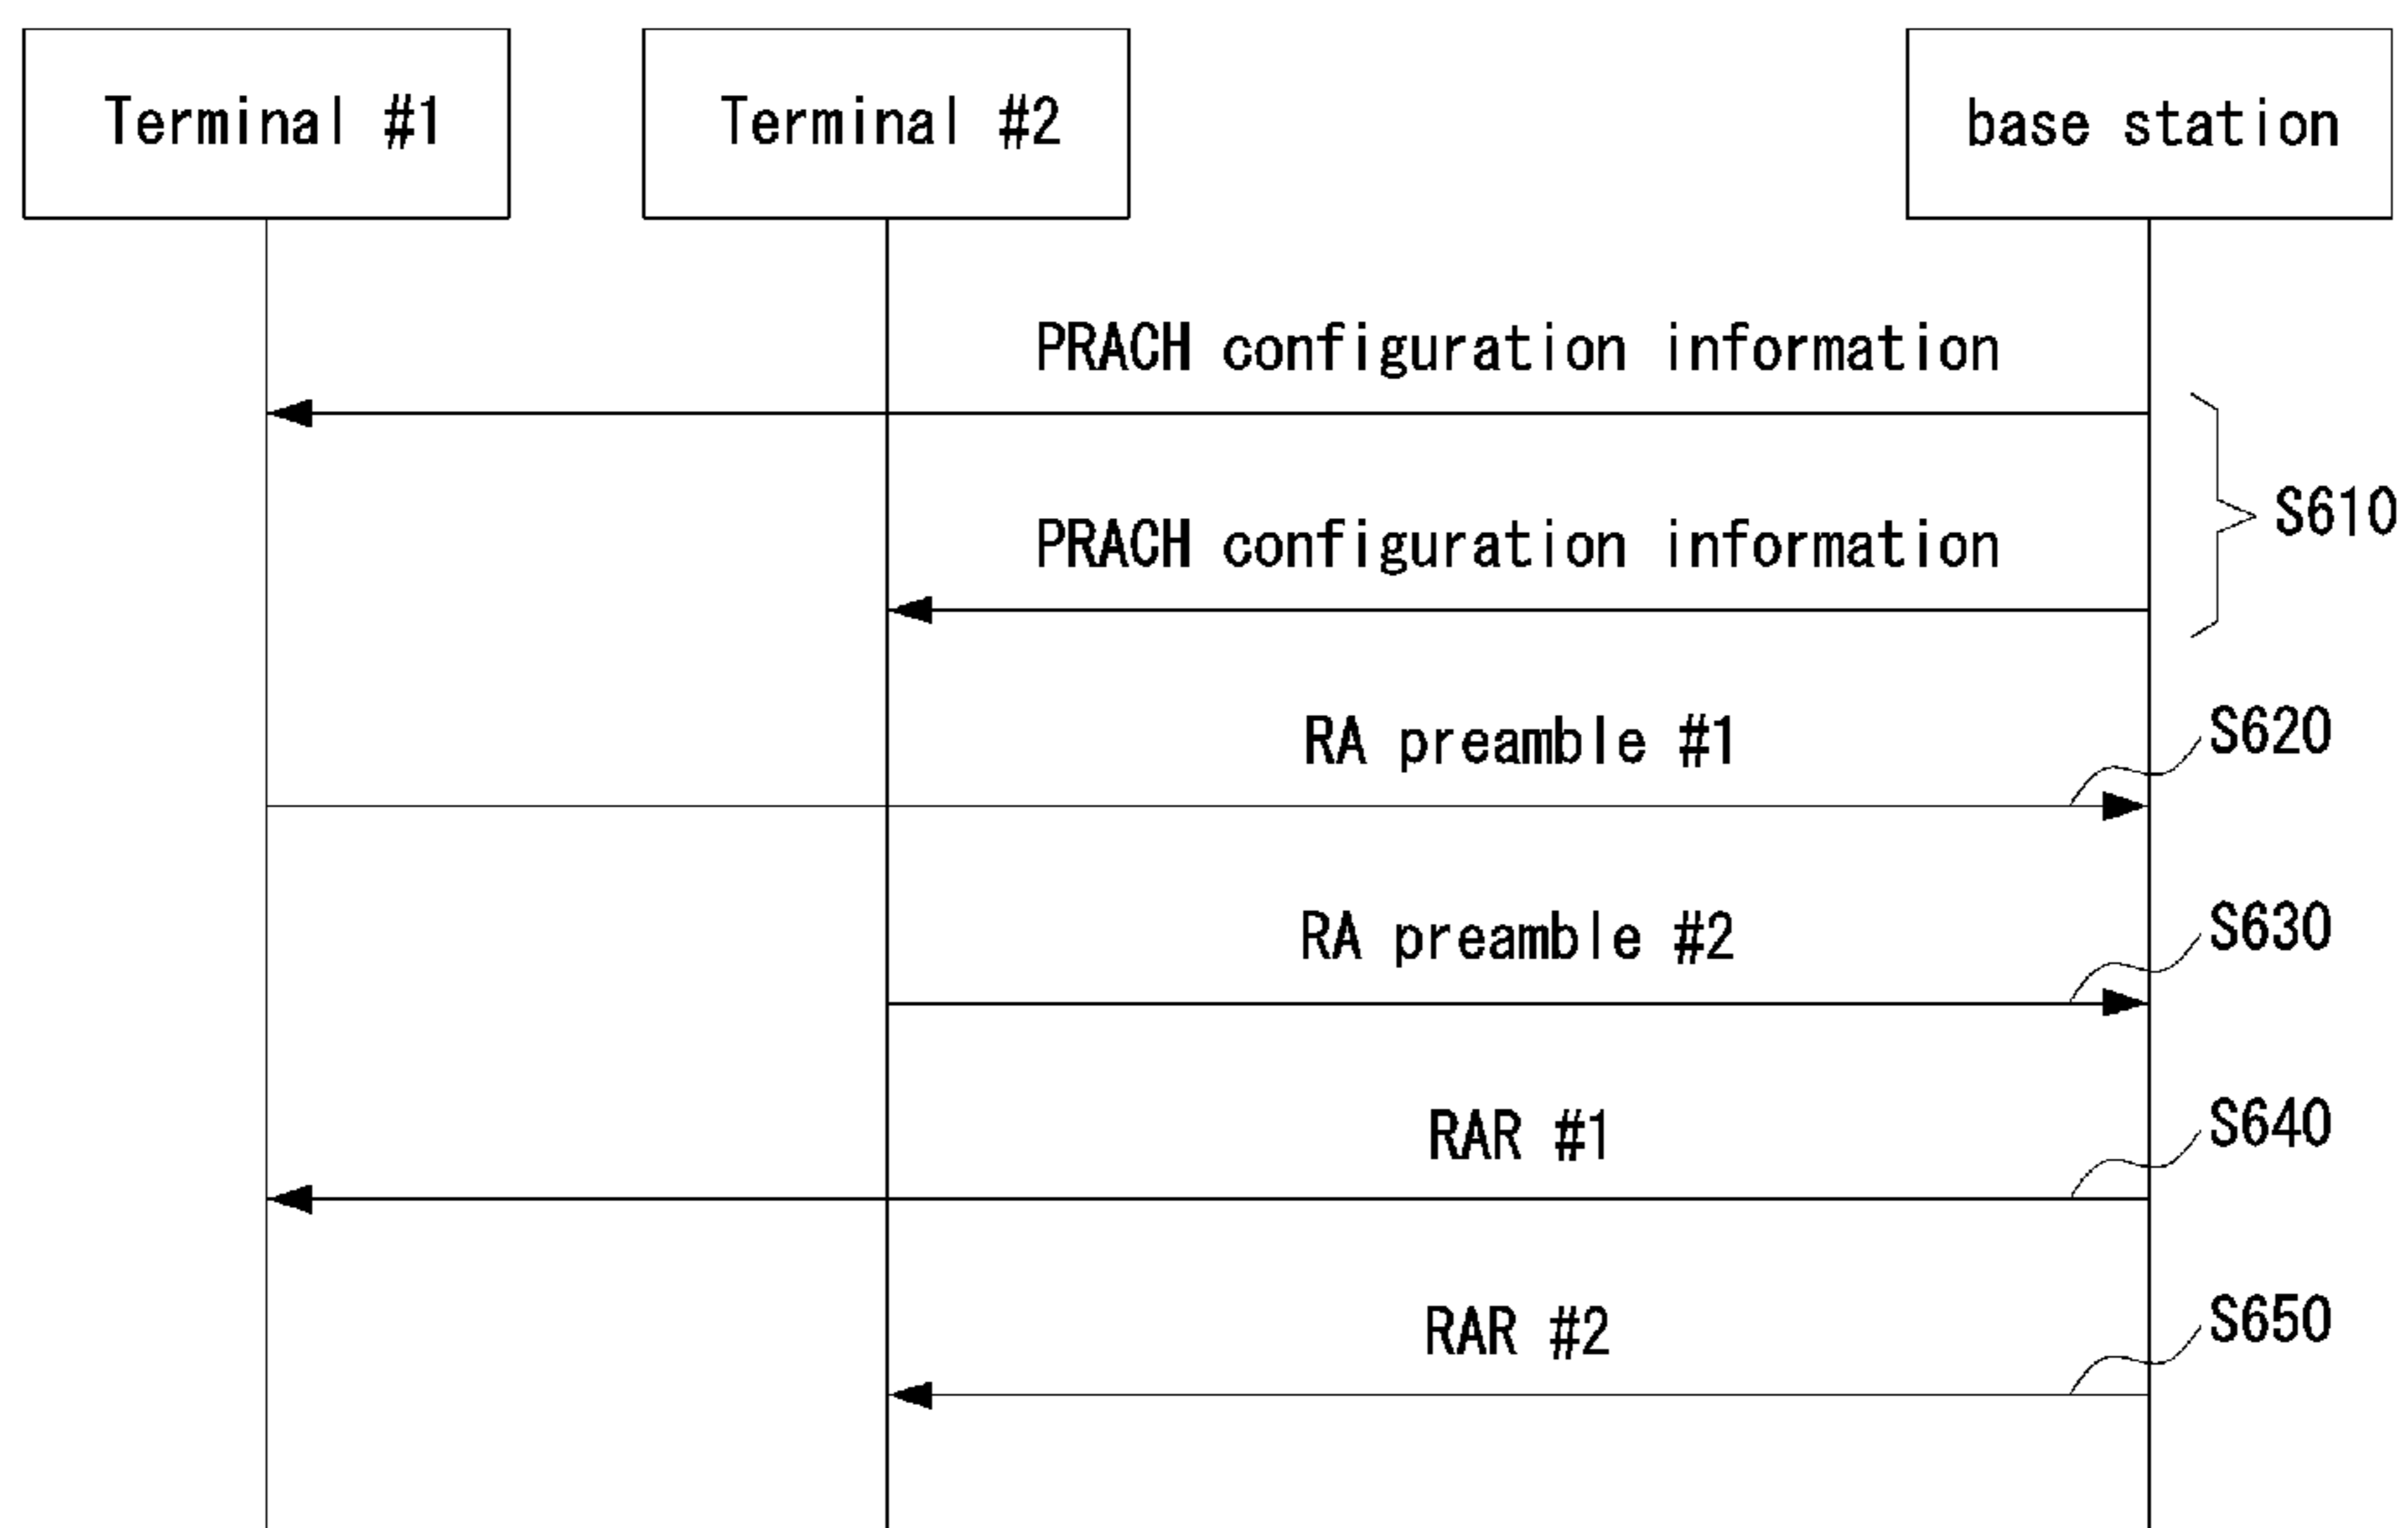 Terminal #1
Terminal #2
base station
PRACH configuration information
PRACH configuration information
S610
RA preamble #1
S620
RA preamble #2
S630
RAR #1
S640
RAR #2
S650